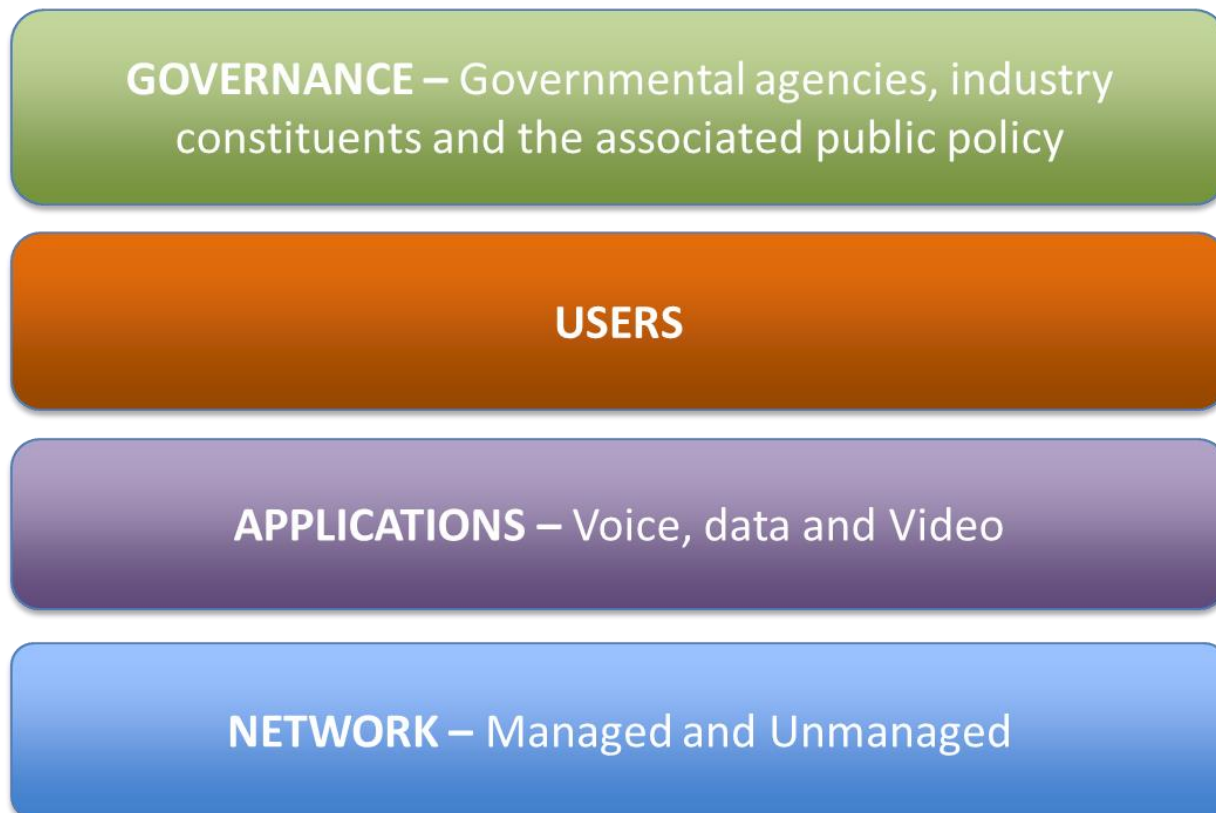 GOVERNANCE – Governmental agencies, industry
constituents and the associated public policy
USERS
APPLICATIONS – Voice, data and Video
NETWORK – Managed and Unmanaged